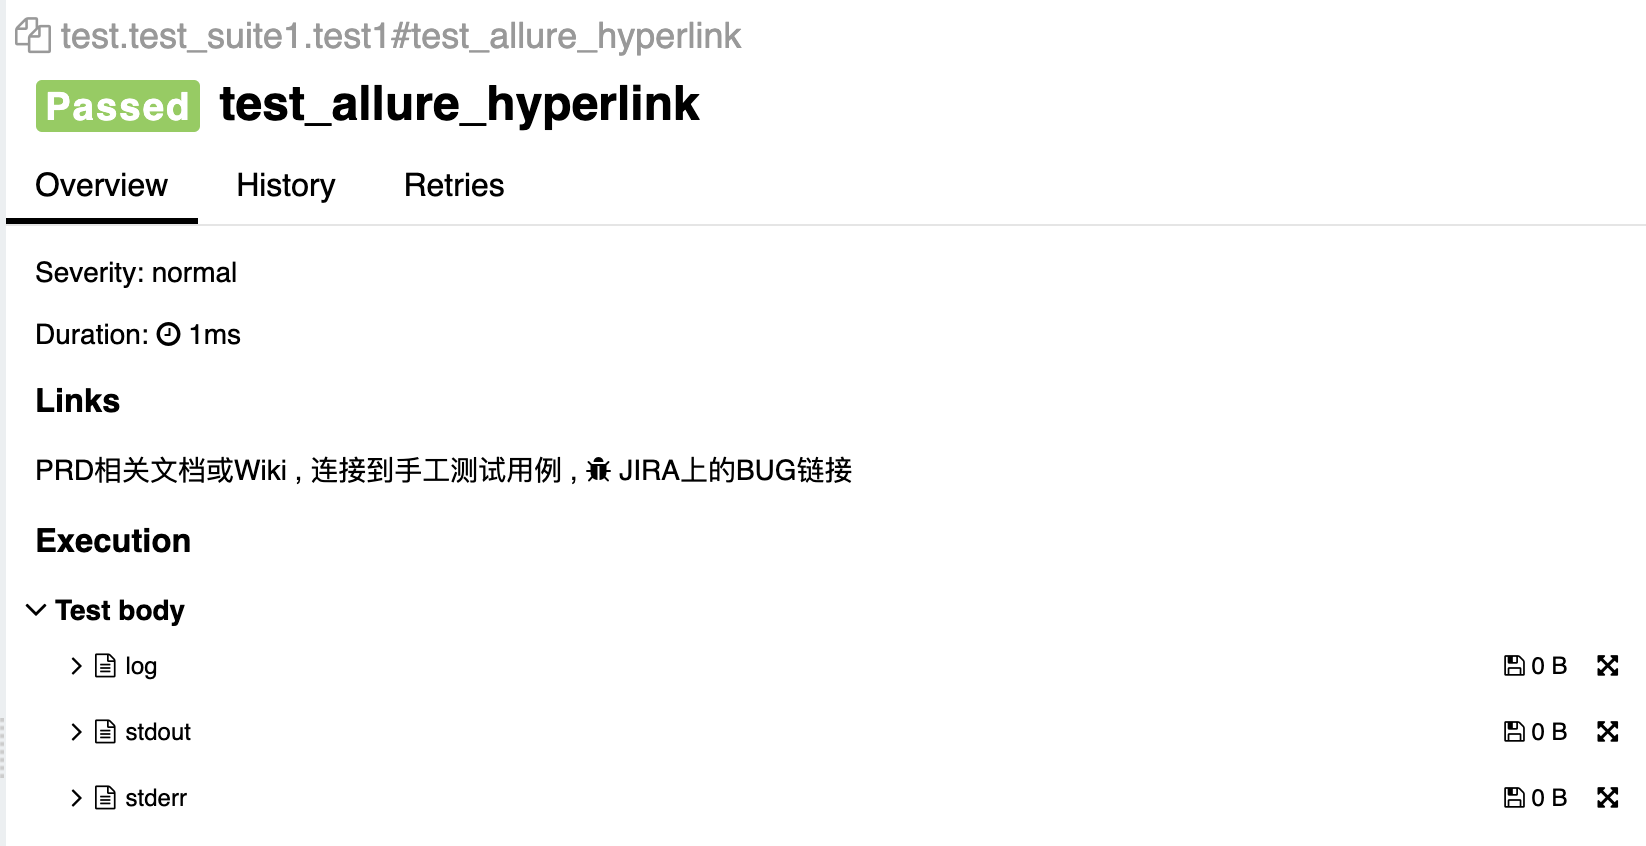 test.test_suite1.test1#test_allure_hyperlink
Passed test_allure_hyperlink
Overview History Retries
Severity: normal
Duration: 1ms
Links
PRD相关文档或Wiki , 连接到手工测试用例 , JIRA上的BUG链接
Execution
Test body
log 0 B
stdout 0 B
stderr 0 B